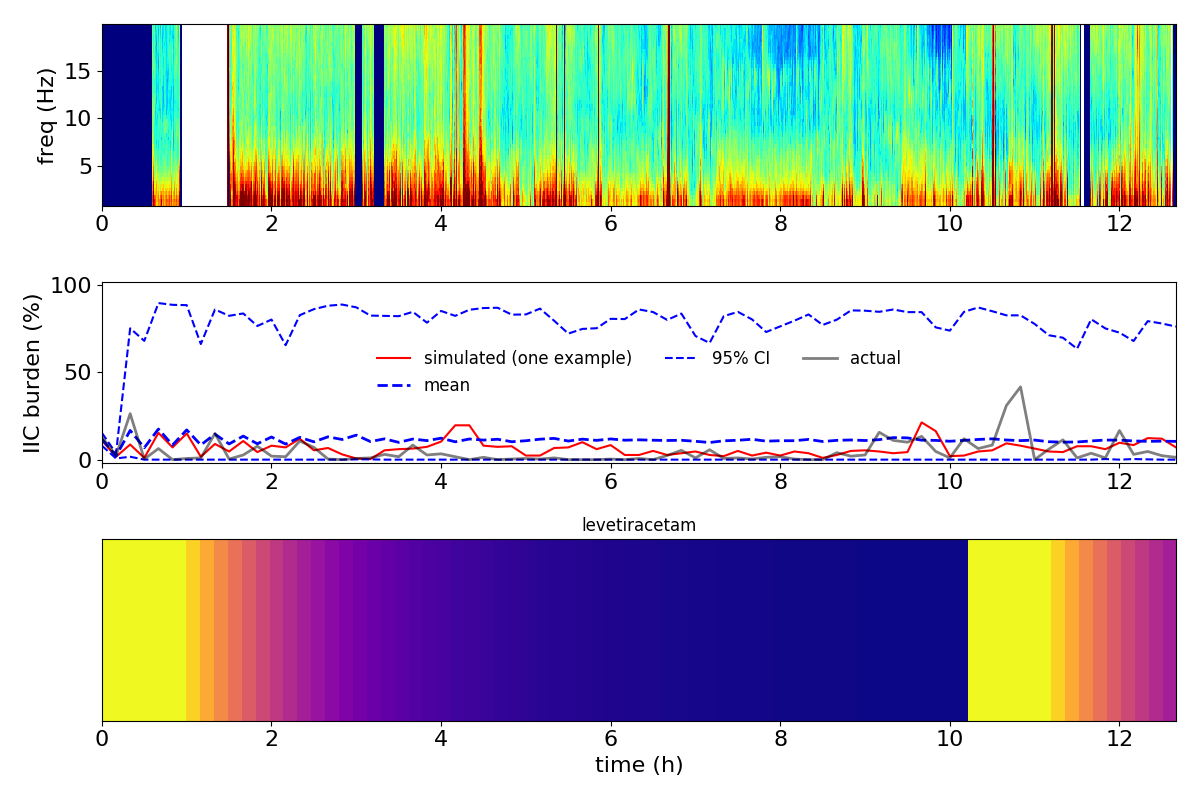 freq (Hz)
15
10
5
0 2 4 6 8 10 12
IIC burden (%)
100
50
0
simulated (one example) 95% CI actual
mean
0 2 4 6 8 10 12
levetiracetam
0 2 4 6 8 10 12
time (h)